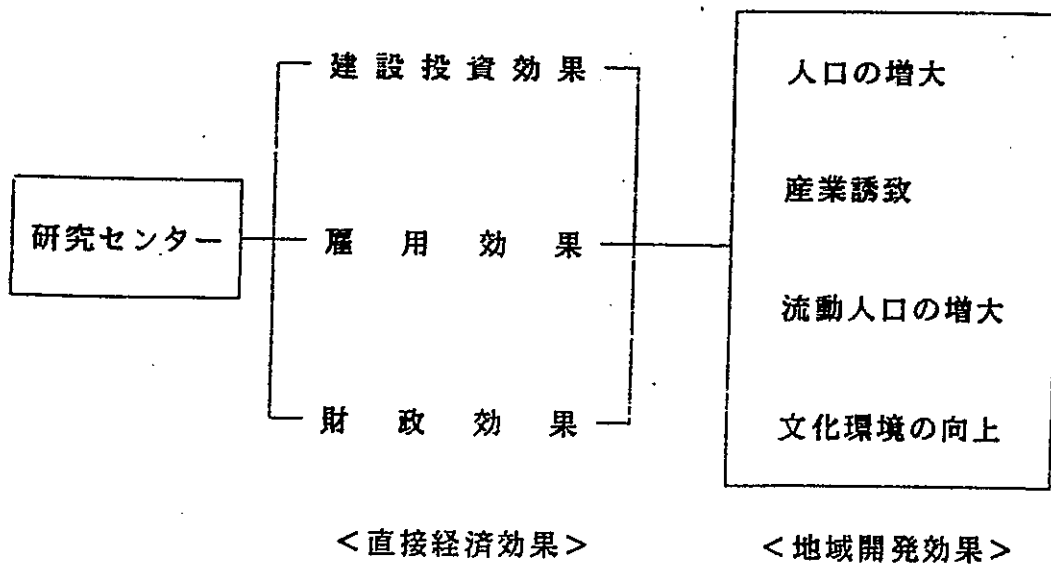 研究センター
建設投資効果
雇用効果
財政効果
＜直接経済効果＞
人口の増大
産業誘致
流動人口の増大
文化環境の向上
＜地域開発効果＞